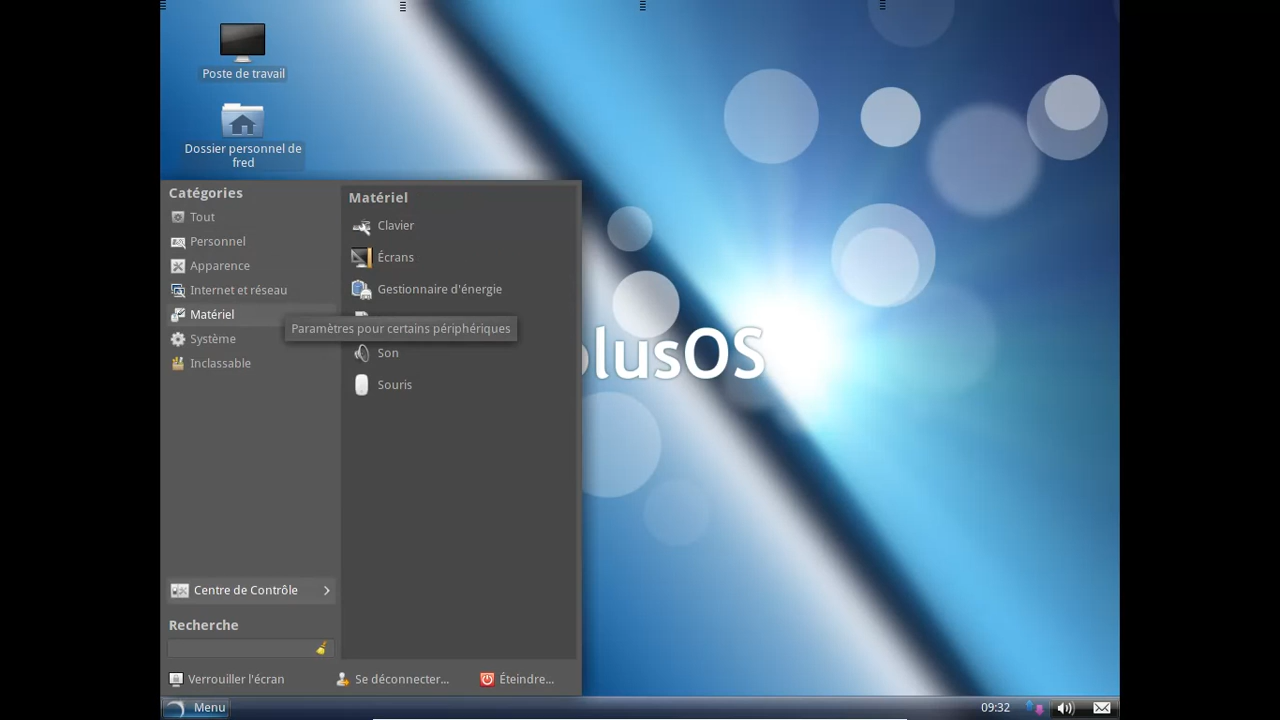 Poste de travail
Dossier personnel de
fred
Catégories
Tout
Personnel
Apparence
Internet et réseau
Matériel
Système
Inclassable
Centre de Contrôle
Recherche
Matériel
Clavier
Écrans
Gestionnaire d'énergie
Paramètres pour certains périphériques
Son
Souris
lusOS
Verrouiller l'écran
Se déconnecter...
Éteindre...
Menu
09:32